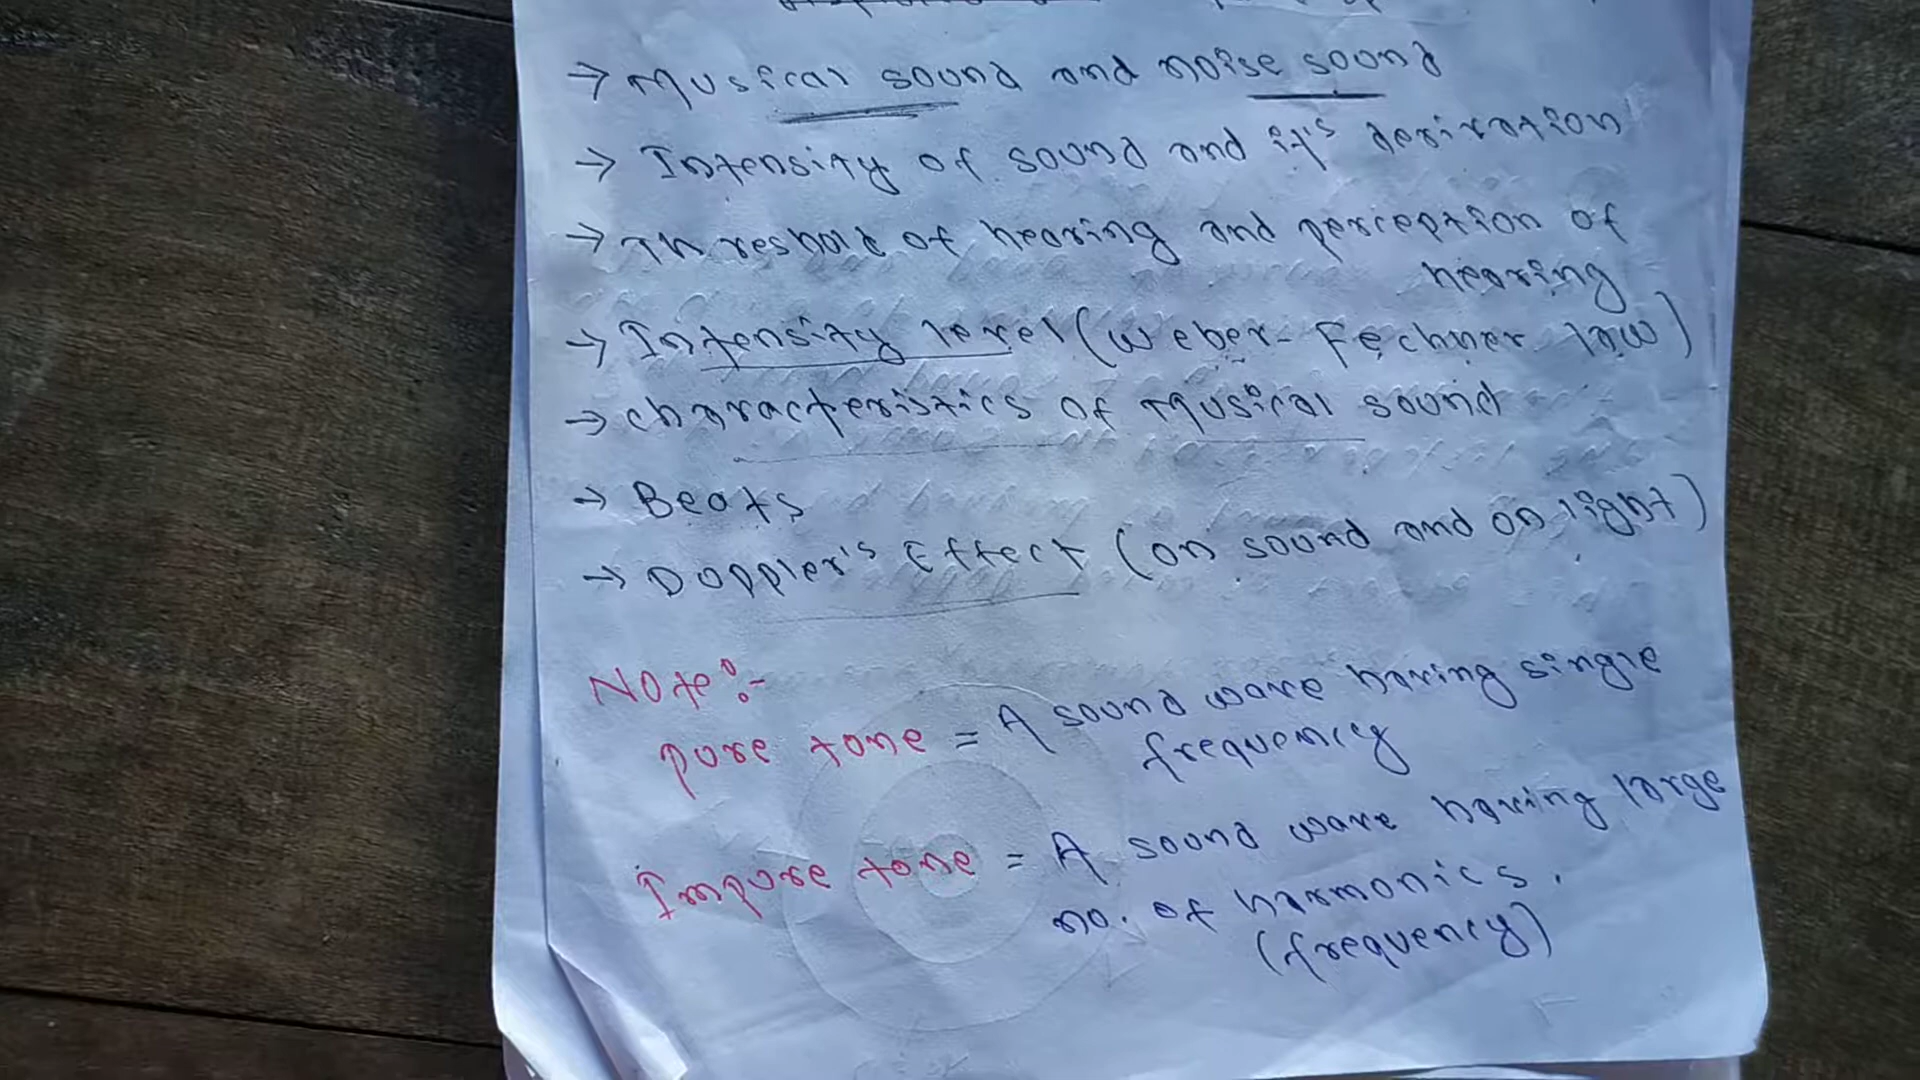 → Musical sound and noise sound
→ Intensity of sound and it's derivation
→ Threshold of hearing and perception of
hearing
→ Intensity level (Weber-Fechner law)
→ characteristics of Musical sound
→ Beats
→ Doppler's Effect (on sound and on light)
Note:-
pure tone = A sound wave having single
frequency
Impure tone = A sound wave having large
no. of harmonics.
(frequency)